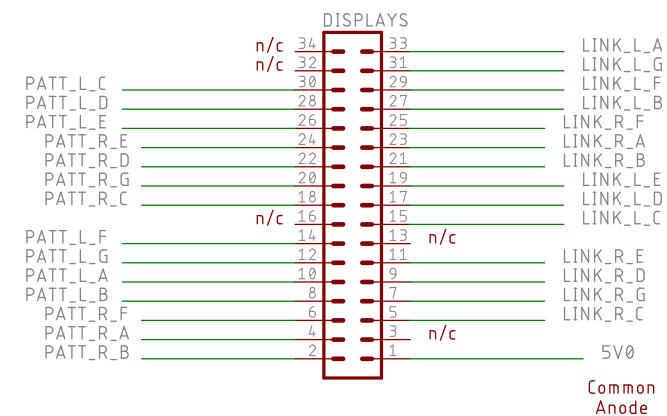 DISPLAYS
n/c 34 33 LINK_L_A
n/c 32 31 LINK_L_G
PATT_L_C 30 29 LINK_L_F
PATT_L_D 28 27 LINK_L_B
PATT_L_E 26 25 LINK_R_F
PATT_R_E 24 23 LINK_R_A
PATT_R_D 22 21 LINK_R_B
PATT_R_G 20 19 LINK_L_E
PATT_R_C 18 17 LINK_L_D
n/c 16 15 LINK_L_C
PATT_L_F 14 13 n/c
PATT_L_G 12 11 LINK_R_E
PATT_L_A 10 9 LINK_R_D
PATT_L_B 8 7 LINK_R_G
PATT_R_F 6 5 LINK_R_C
PATT_R_A 4 3 n/c
PATT_R_B 2 1 5V0
Common
Anode